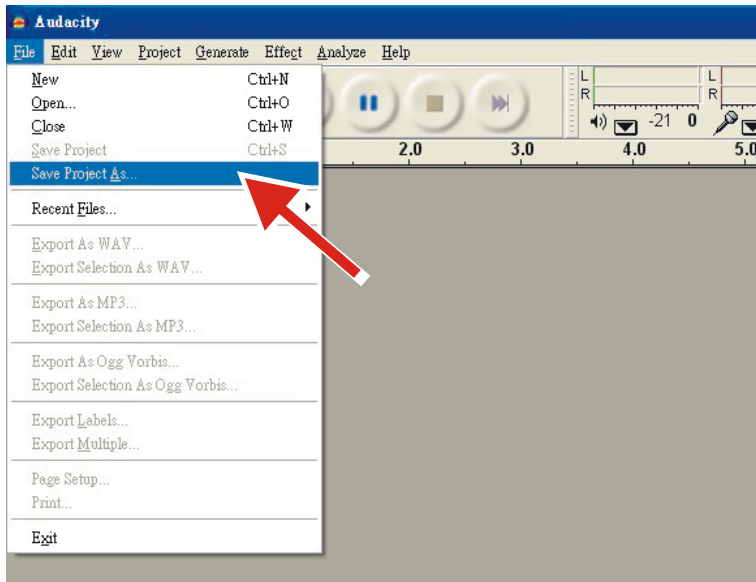 Audacity
File Edit View Project Generate Effect Analyze Help
New Ctrl+N
Open... Ctrl+O
Close Ctrl+W
Save Project Ctrl+S
Save Project As...
Recent Files...
Export As WAV...
Export Selection As WAV...
Export As MP3...
Export Selection As MP3...
Export As Ogg Vorbis...
Export Selection As Ogg Vorbis...
Export Labels...
Export Multiple...
Page Setup...
Print...
Exit
L L
R R
-21 0
2.0 3.0 4.0 5.0